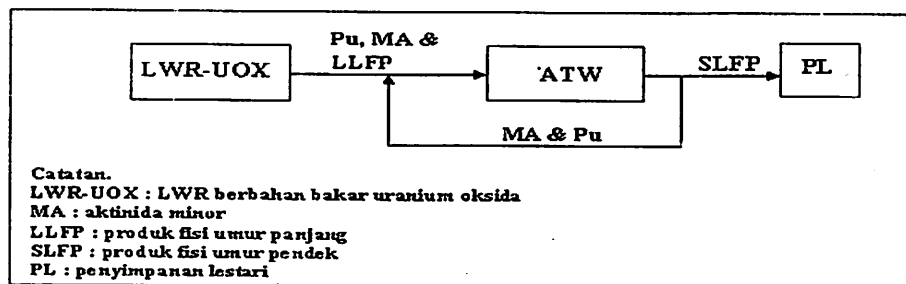 Pu, MA &
LLFP
LWR-UOX
ATW
SLFP
PL
MA & Pu
Catatan.
LWR-UOX : LWR berbahan bakar uranium oksida
MA : aktinida minor
LLFP : produk fisi umur panjang
SLFP : produk fisi umur pendek
PL : penyimpanan lestari